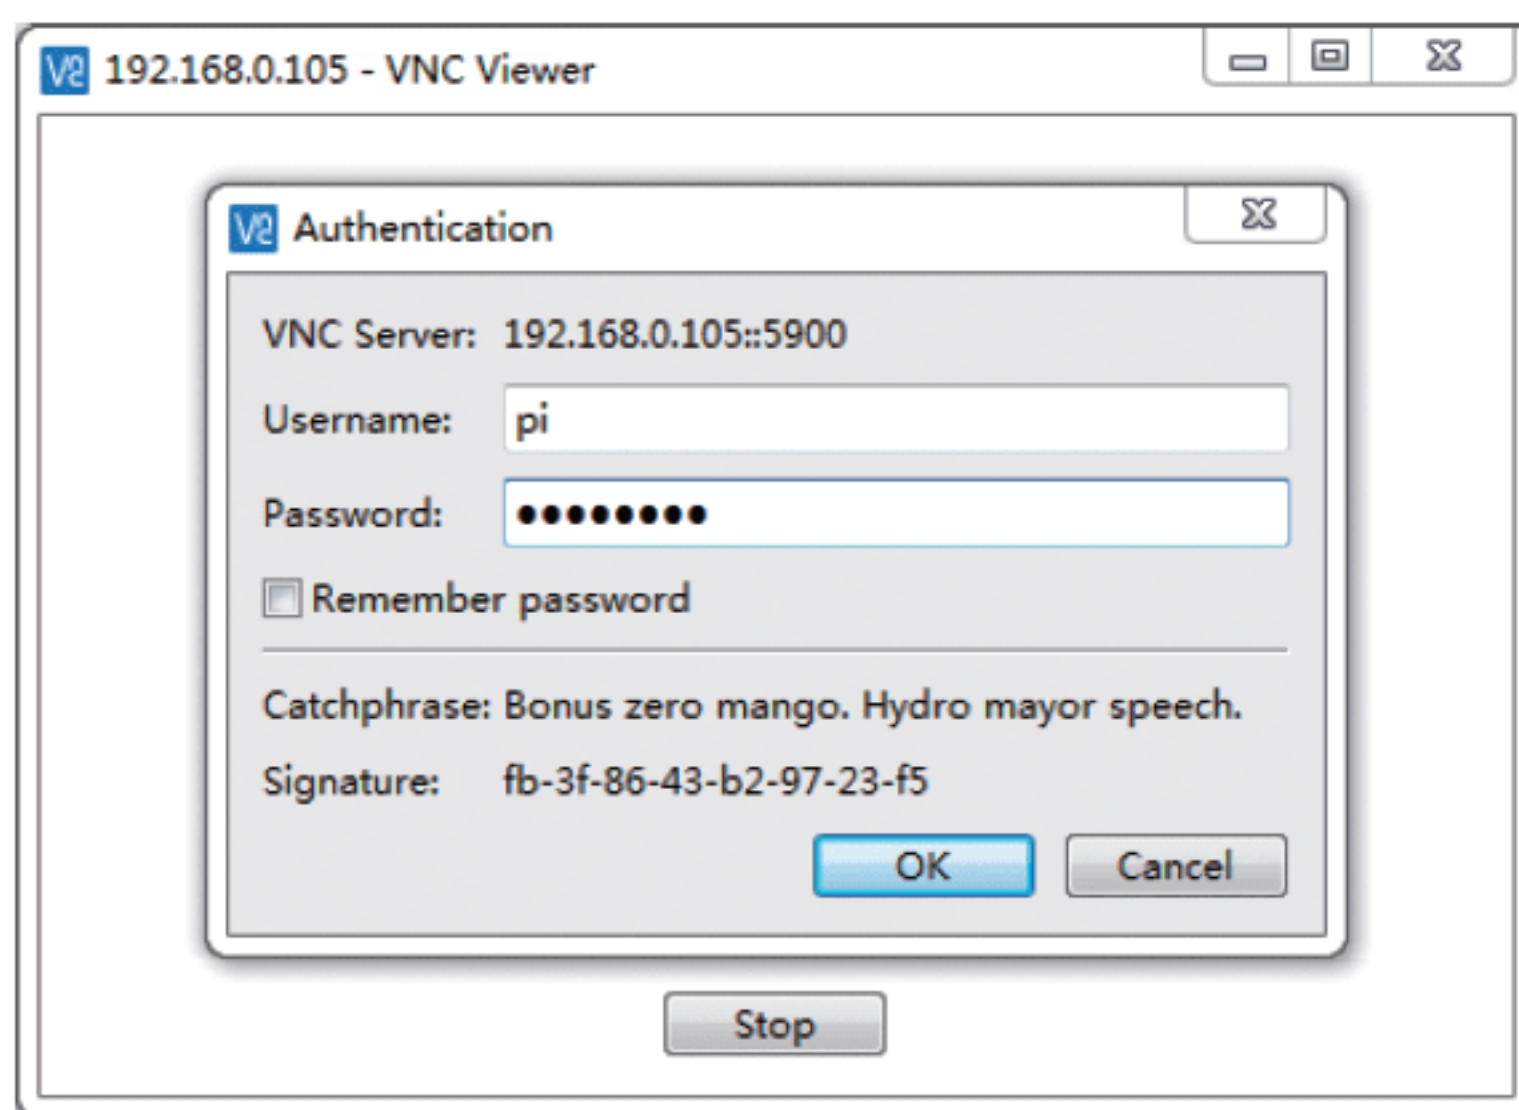 192.168.0.105 - VNC Viewer
Authentication
VNC Server: 192.168.0.105::5900
Username: pi
Password: ●●●●●●●●
Remember password
Catchphrase: Bonus zero mango. Hydro mayor speech.
Signature: fb-3f-86-43-b2-97-23-f5
OK Cancel
Stop